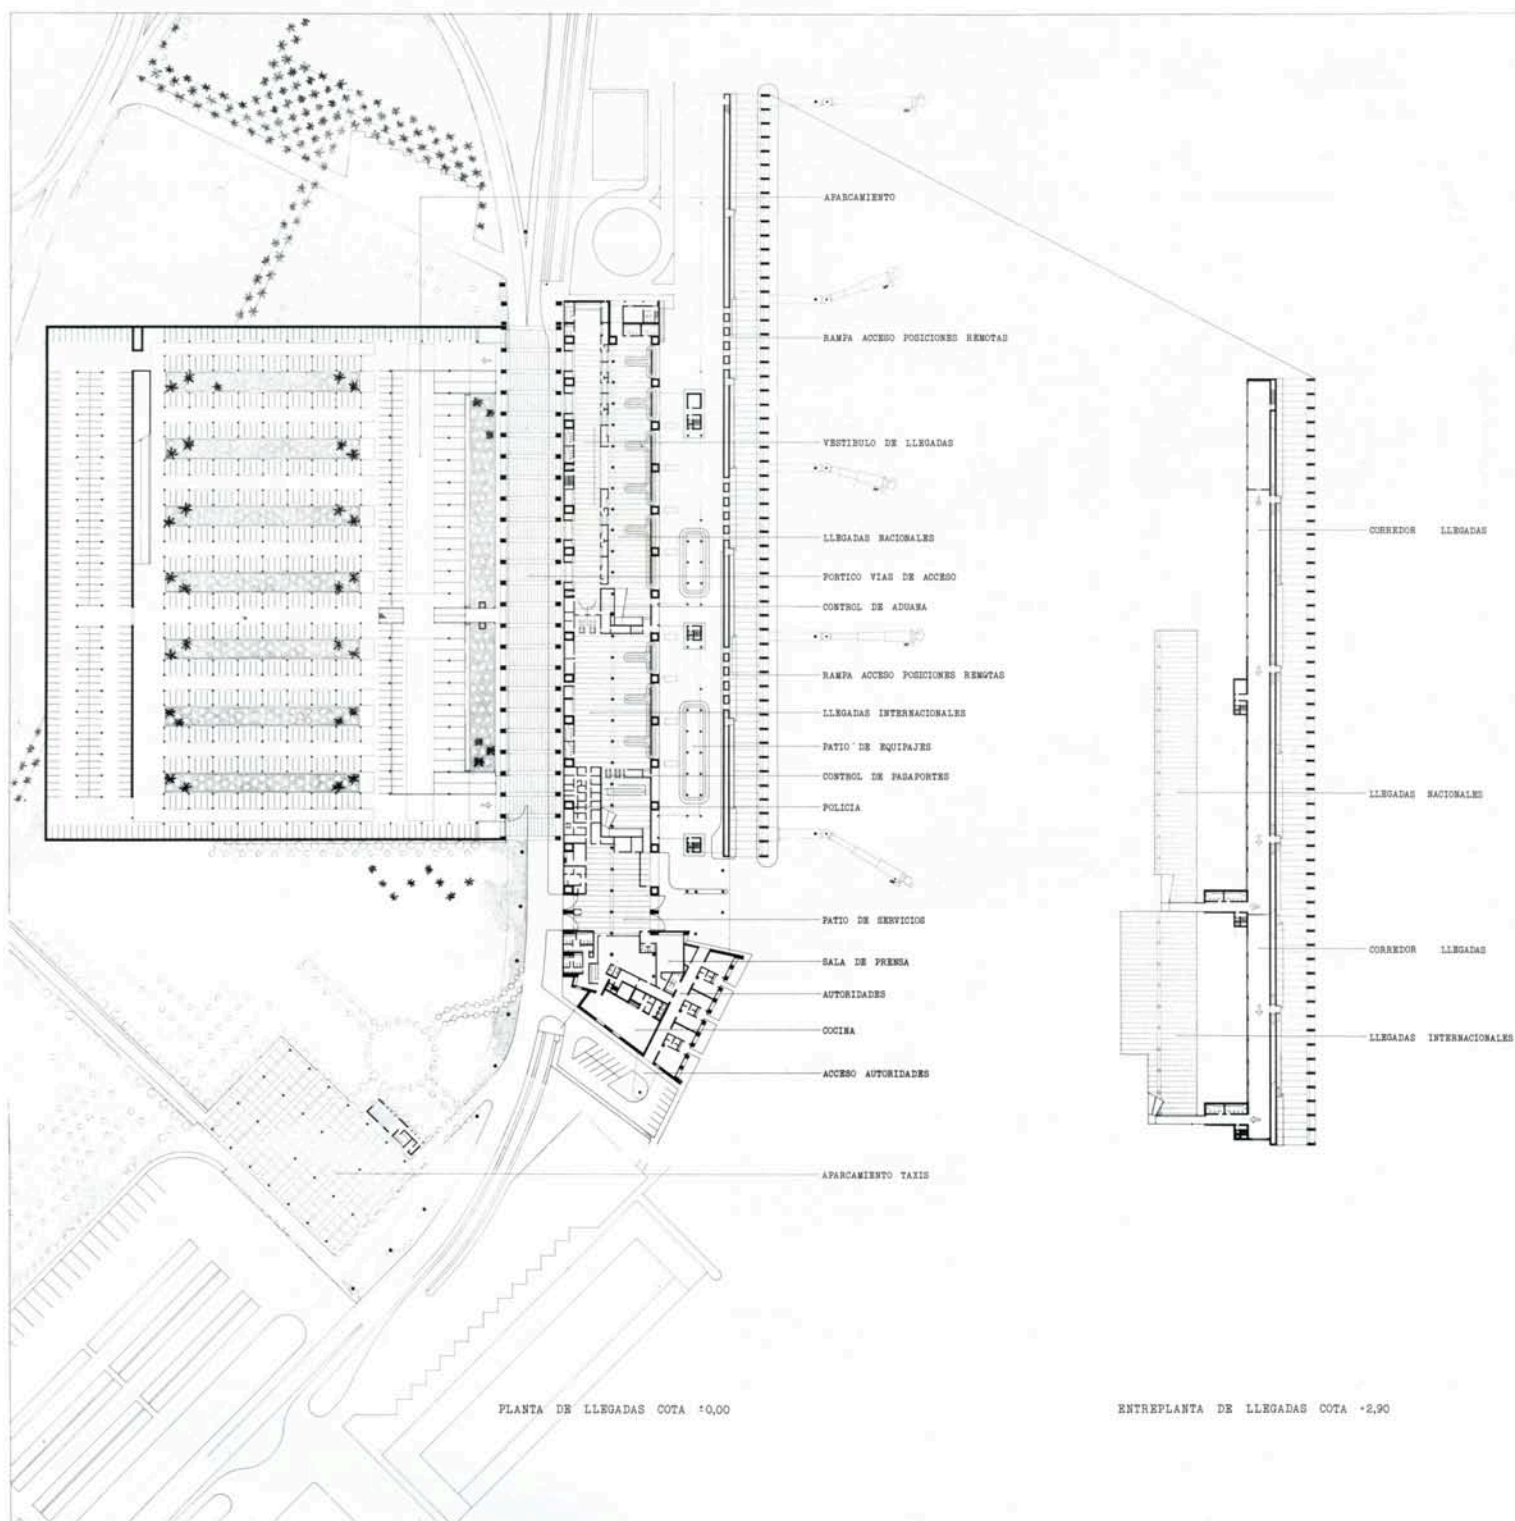 APARCAMIENTO
RAMPA ACCESO POSICIONES REMOTAS
VESTIBULO DE LLEGADAS
LLEGADAS NACIONALES
PORTICO VIAS DE ACCESO
CONTROL DE ADUANA
RAMPA ACCESO POSICIONES REMOTAS
LLEGADAS INTERNACIONALES
PATIO DE EQUIPAJES
CONTROL DE PASAPORTES
POLICIA
PATIO DE SERVICIOS
SALA DE PRENSA
AUTORIDADES
COCINA
ACCESO AUTORIDADES
APARCAMIENTO TAXIS
PLANTA DE LLEGADAS COTA ±0,00
CORREDOR LLEGADAS
LLEGADAS NACIONALES
CORREDOR LLEGADAS
LLEGADAS INTERNACIONALES
ENTREPLANTA DE LLEGADAS COTA +2,90